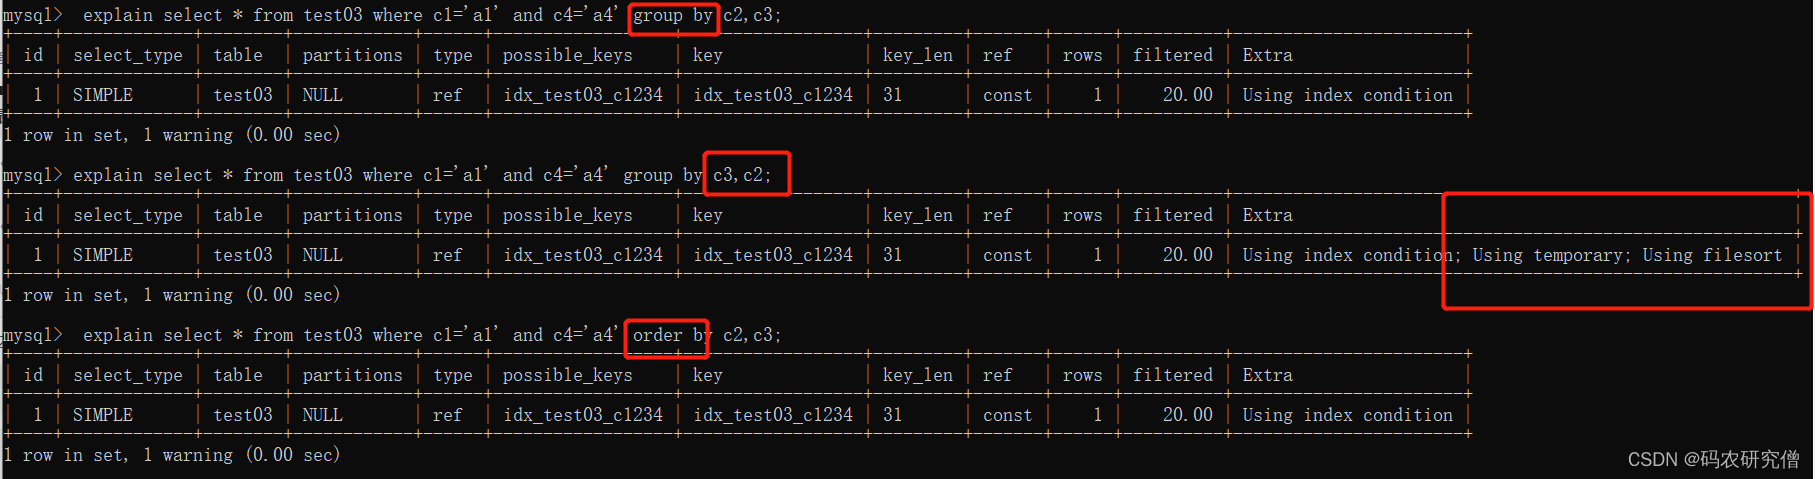 mysql>  explain select * from test03 where c1='a1' and c4='a4' group by c2,c3;
+----+-------------+--------+------------+------+------------------+------------------+---------+-------+------+----------+-----------------------+
| id | select_type | table  | partitions | type | possible_keys    | key              | key_len | ref   | rows | filtered | Extra                 |
+----+-------------+--------+------------+------+------------------+------------------+---------+-------+------+----------+-----------------------+
|  1 | SIMPLE      | test03 | NULL       | ref  | idx_test03_c1234 | idx_test03_c1234 | 31      | const |    1 |    20.00 | Using index condition |
+----+-------------+--------+------------+------+------------------+------------------+---------+-------+------+----------+-----------------------+
1 row in set, 1 warning (0.00 sec)
mysql> explain select * from test03 where c1='a1' and c4='a4' group by c3,c2;
+----+-------------+--------+------------+------+------------------+------------------+---------+-------+------+----------+--------------------------------------------------------+
| id | select_type | table  | partitions | type | possible_keys    | key              | key_len | ref   | rows | filtered | Extra                                                  |
+----+-------------+--------+------------+------+------------------+------------------+---------+-------+------+----------+--------------------------------------------------------+
|  1 | SIMPLE      | test03 | NULL       | ref  | idx_test03_c1234 | idx_test03_c1234 | 31      | const |    1 |    20.00 | Using index condition; Using temporary; Using filesort |
+----+-------------+--------+------------+------+------------------+------------------+---------+-------+------+----------+--------------------------------------------------------+
1 row in set, 1 warning (0.00 sec)
mysql>  explain select * from test03 where c1='a1' and c4='a4' order by c2,c3;
+----+-------------+--------+------------+------+------------------+------------------+---------+-------+------+----------+-----------------------+
| id | select_type | table  | partitions | type | possible_keys    | key              | key_len | ref   | rows | filtered | Extra                 |
+----+-------------+--------+------------+------+------------------+------------------+---------+-------+------+----------+-----------------------+
|  1 | SIMPLE      | test03 | NULL       | ref  | idx_test03_c1234 | idx_test03_c1234 | 31      | const |    1 |    20.00 | Using index condition |
+----+-------------+--------+------------+------+------------------+------------------+---------+-------+------+----------+-----------------------+
1 row in set, 1 warning (0.00 sec)
CSDN @码农研究僧